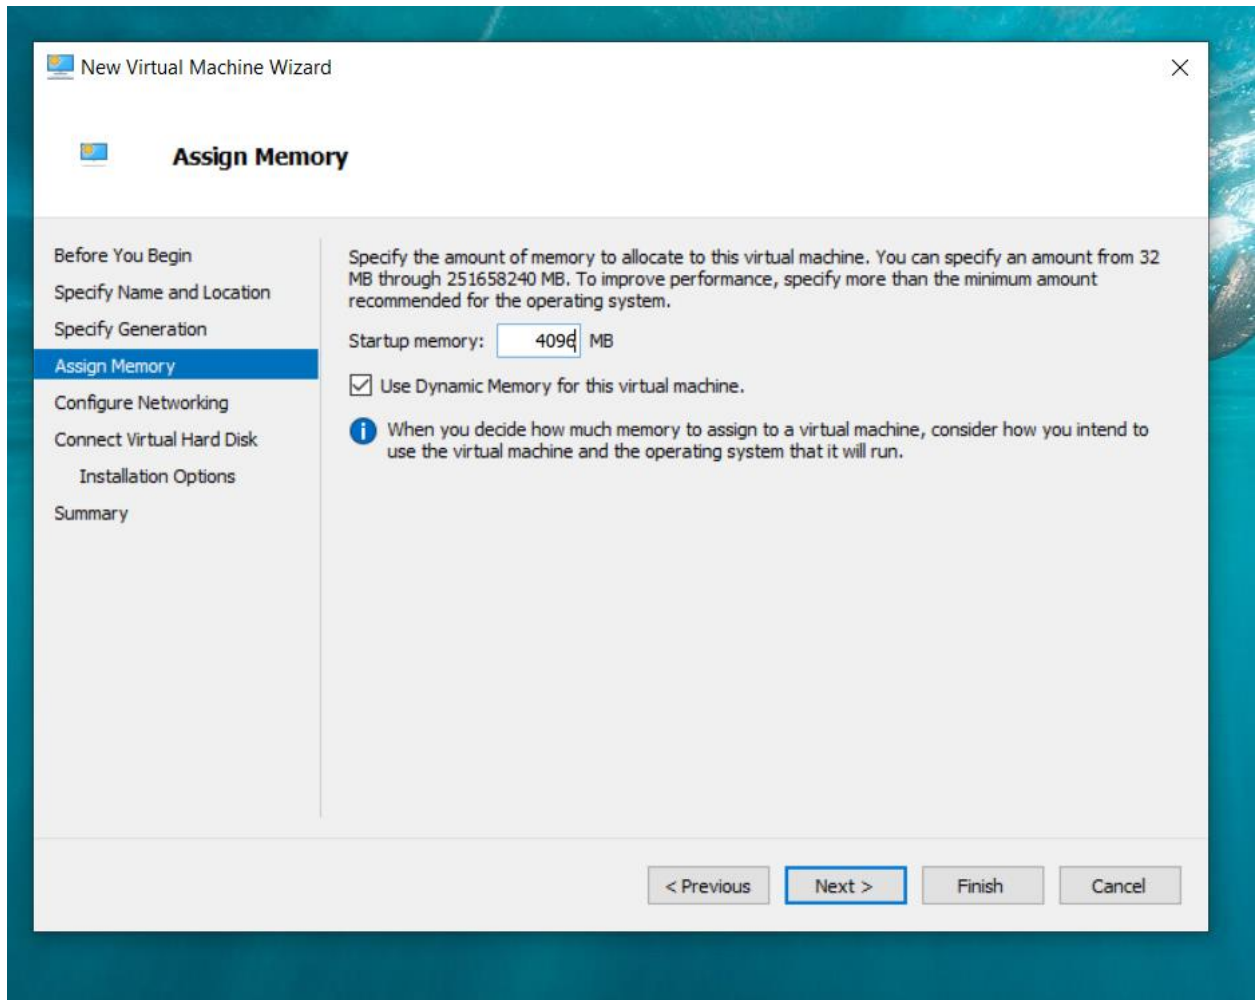 New Virtual Machine Wizard
Assign Memory
Before You Begin
Specify Name and Location
Specify Generation
Assign Memory
Configure Networking
Connect Virtual Hard Disk
Installation Options
Summary
Specify the amount of memory to allocate to this virtual machine. You can specify an amount from 32
MB through 251658240 MB. To improve performance, specify more than the minimum amount
recommended for the operating system.
Startup memory: 4096 MB
Use Dynamic Memory for this virtual machine.
When you decide how much memory to assign to a virtual machine, consider how you intend to
use the virtual machine and the operating system that it will run.
< Previous Next > Finish Cancel